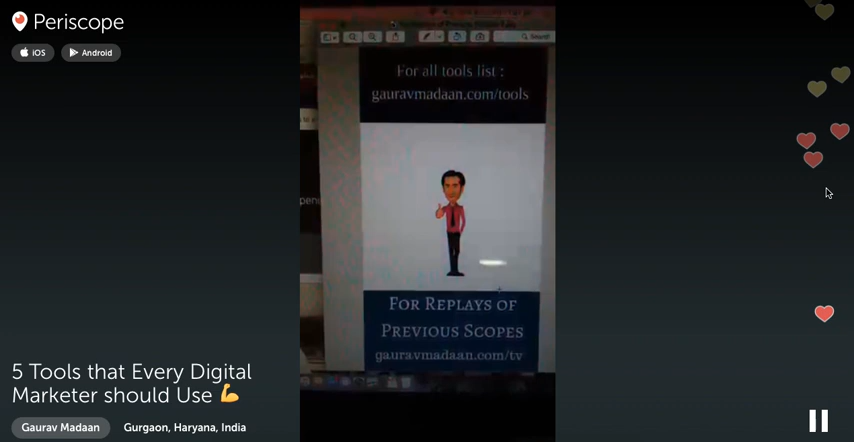 Periscope
iOS
Android
Search
For all tools list :
gauravmadaan.com/tools
For Replays of
Previous Scopes
gauravmadaan.com/tv
5 Tools that Every Digital
Marketer should Use 💪
Gaurav Madaan
Gurgaon, Haryana, India